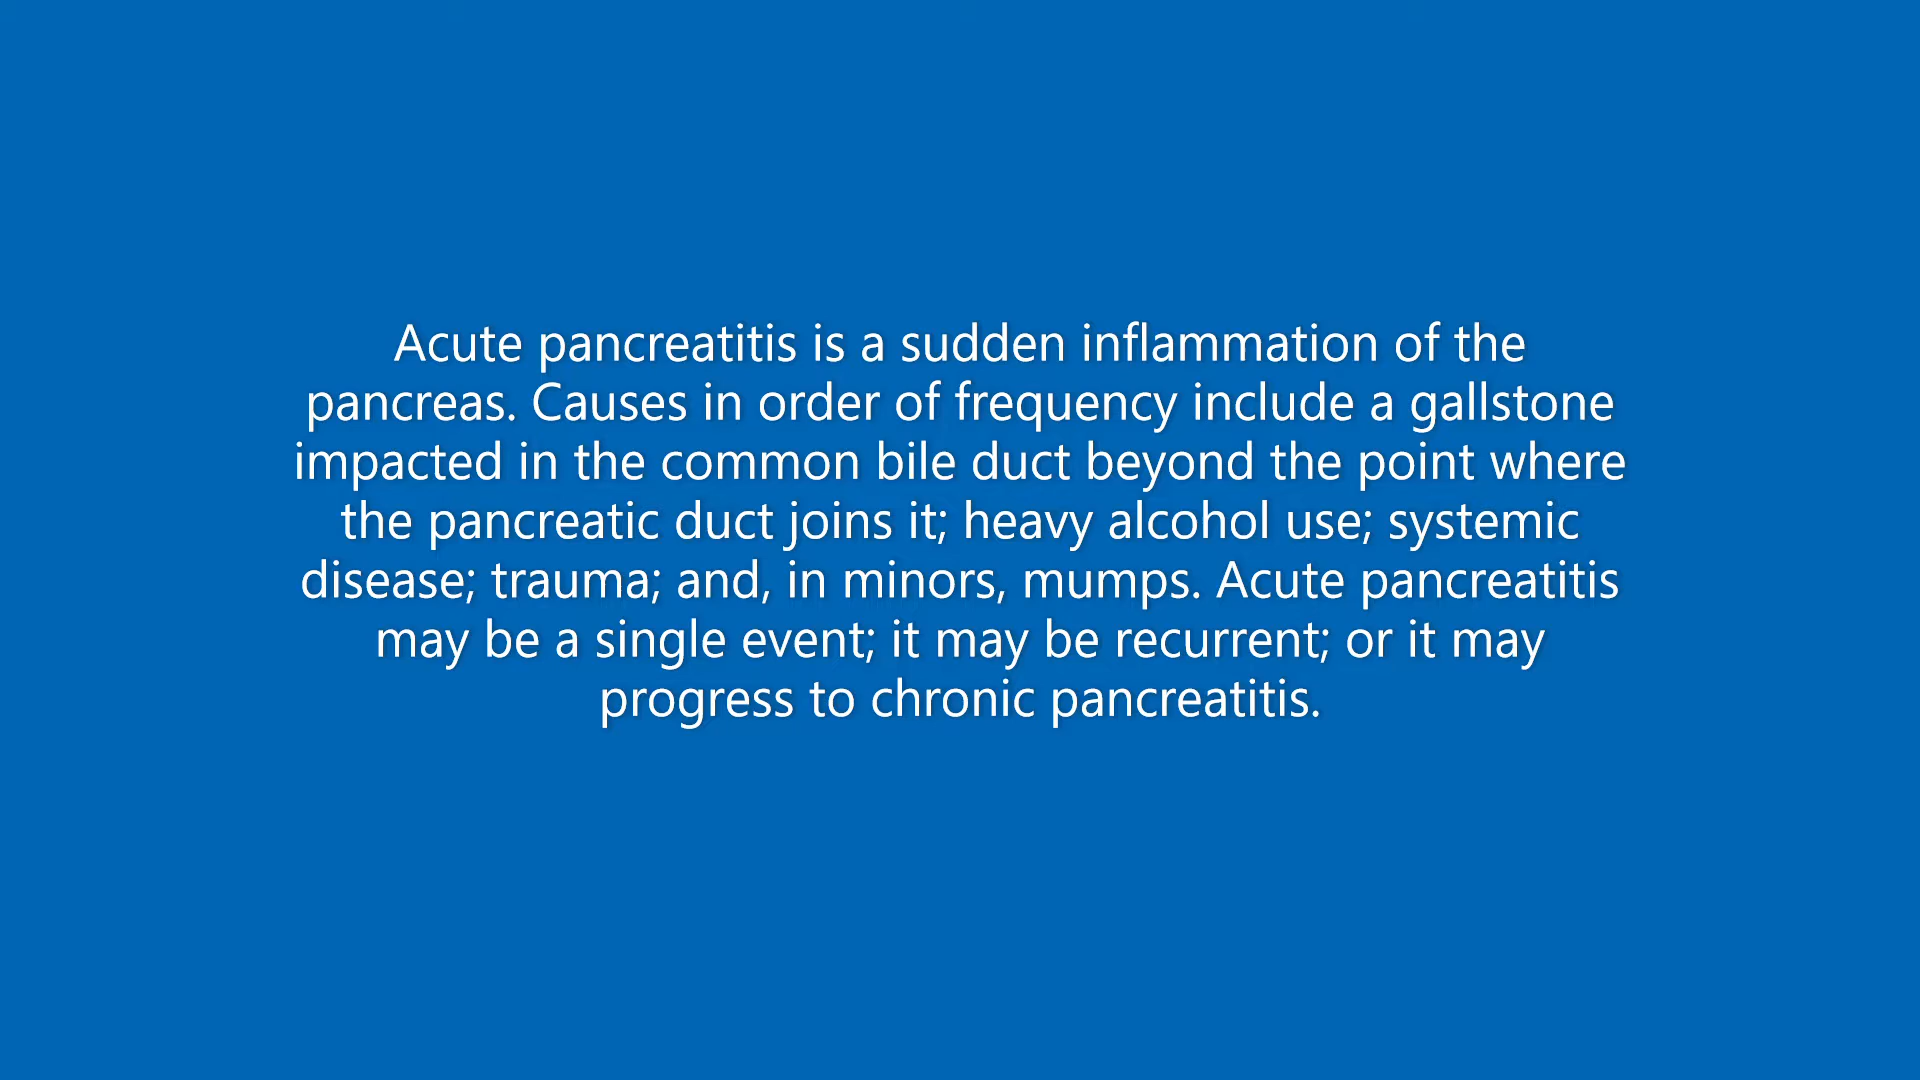 Acute pancreatitis is a sudden inflammation of the
pancreas. Causes in order of frequency include a gallstone
impacted in the common bile duct beyond the point where
the pancreatic duct joins it; heavy alcohol use; systemic
disease; trauma; and, in minors, mumps. Acute pancreatitis
may be a single event; it may be recurrent; or it may
progress to chronic pancreatitis.